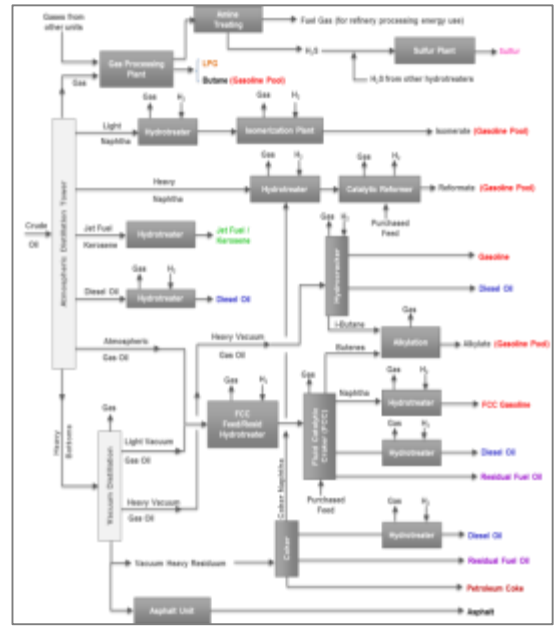 Gases from
other units
Amine
Treating
Fuel Gas (for refinery processing energy use)
H₂S
Sulfur Plant
Sulfur
H₂S from other hydrotreaters
Gas Processing
Plant
LPG
Butane (Gasoline Pool)
Gas
Gas
H₂
Light
Naphtha
Hydrotreater
Gas
H₂
Isomerization Plant
Isomerate (Gasoline Pool)
Heavy
Naphtha
Gas
H₂
Hydrotreater
Gas
H₂
Catalytic Reformer
Reformate (Gasoline Pool)
Purchased
Feed
Crude
Oil
Atmospheric Distillation Tower
Jet Fuel
Kerosene
Hydrotreater
Jet Fuel /
Kerosene
Gas
H₂
Diesel Oil
Hydrotreater
Diesel Oil
Gas
H₂
Hydrocracker
Gasoline
Diesel Oil
i-Butane
Butenes
Gas
Alkylation
Alkylate (Gasoline Pool)
Atmospheric
Gas Oil
Heavy Vacuum
Gas Oil
Gas
H₂
FCC
Feed/Resid
Hydrotreater
Gas
Fluid Catalytic
Craker (FCC)
Naphtha
Gas
H₂
Hydrotreater
FCC Gasoline
Gas
H₂
Hydrotreater
Diesel Oil
Residual Fuel Oil
Purchased
Feed
Heavy
Bottoms
Gas
Vacuum Distillation
Light Vacuum
Gas Oil
Heavy Vacuum
Gas Oil
Coker Naphtha
Coker
Gas
H₂
Hydrotreater
Diesel Oil
Residual Fuel Oil
Petroleum Coke
Vacuum Heavy Residuum
Asphalt Unit
Asphalt